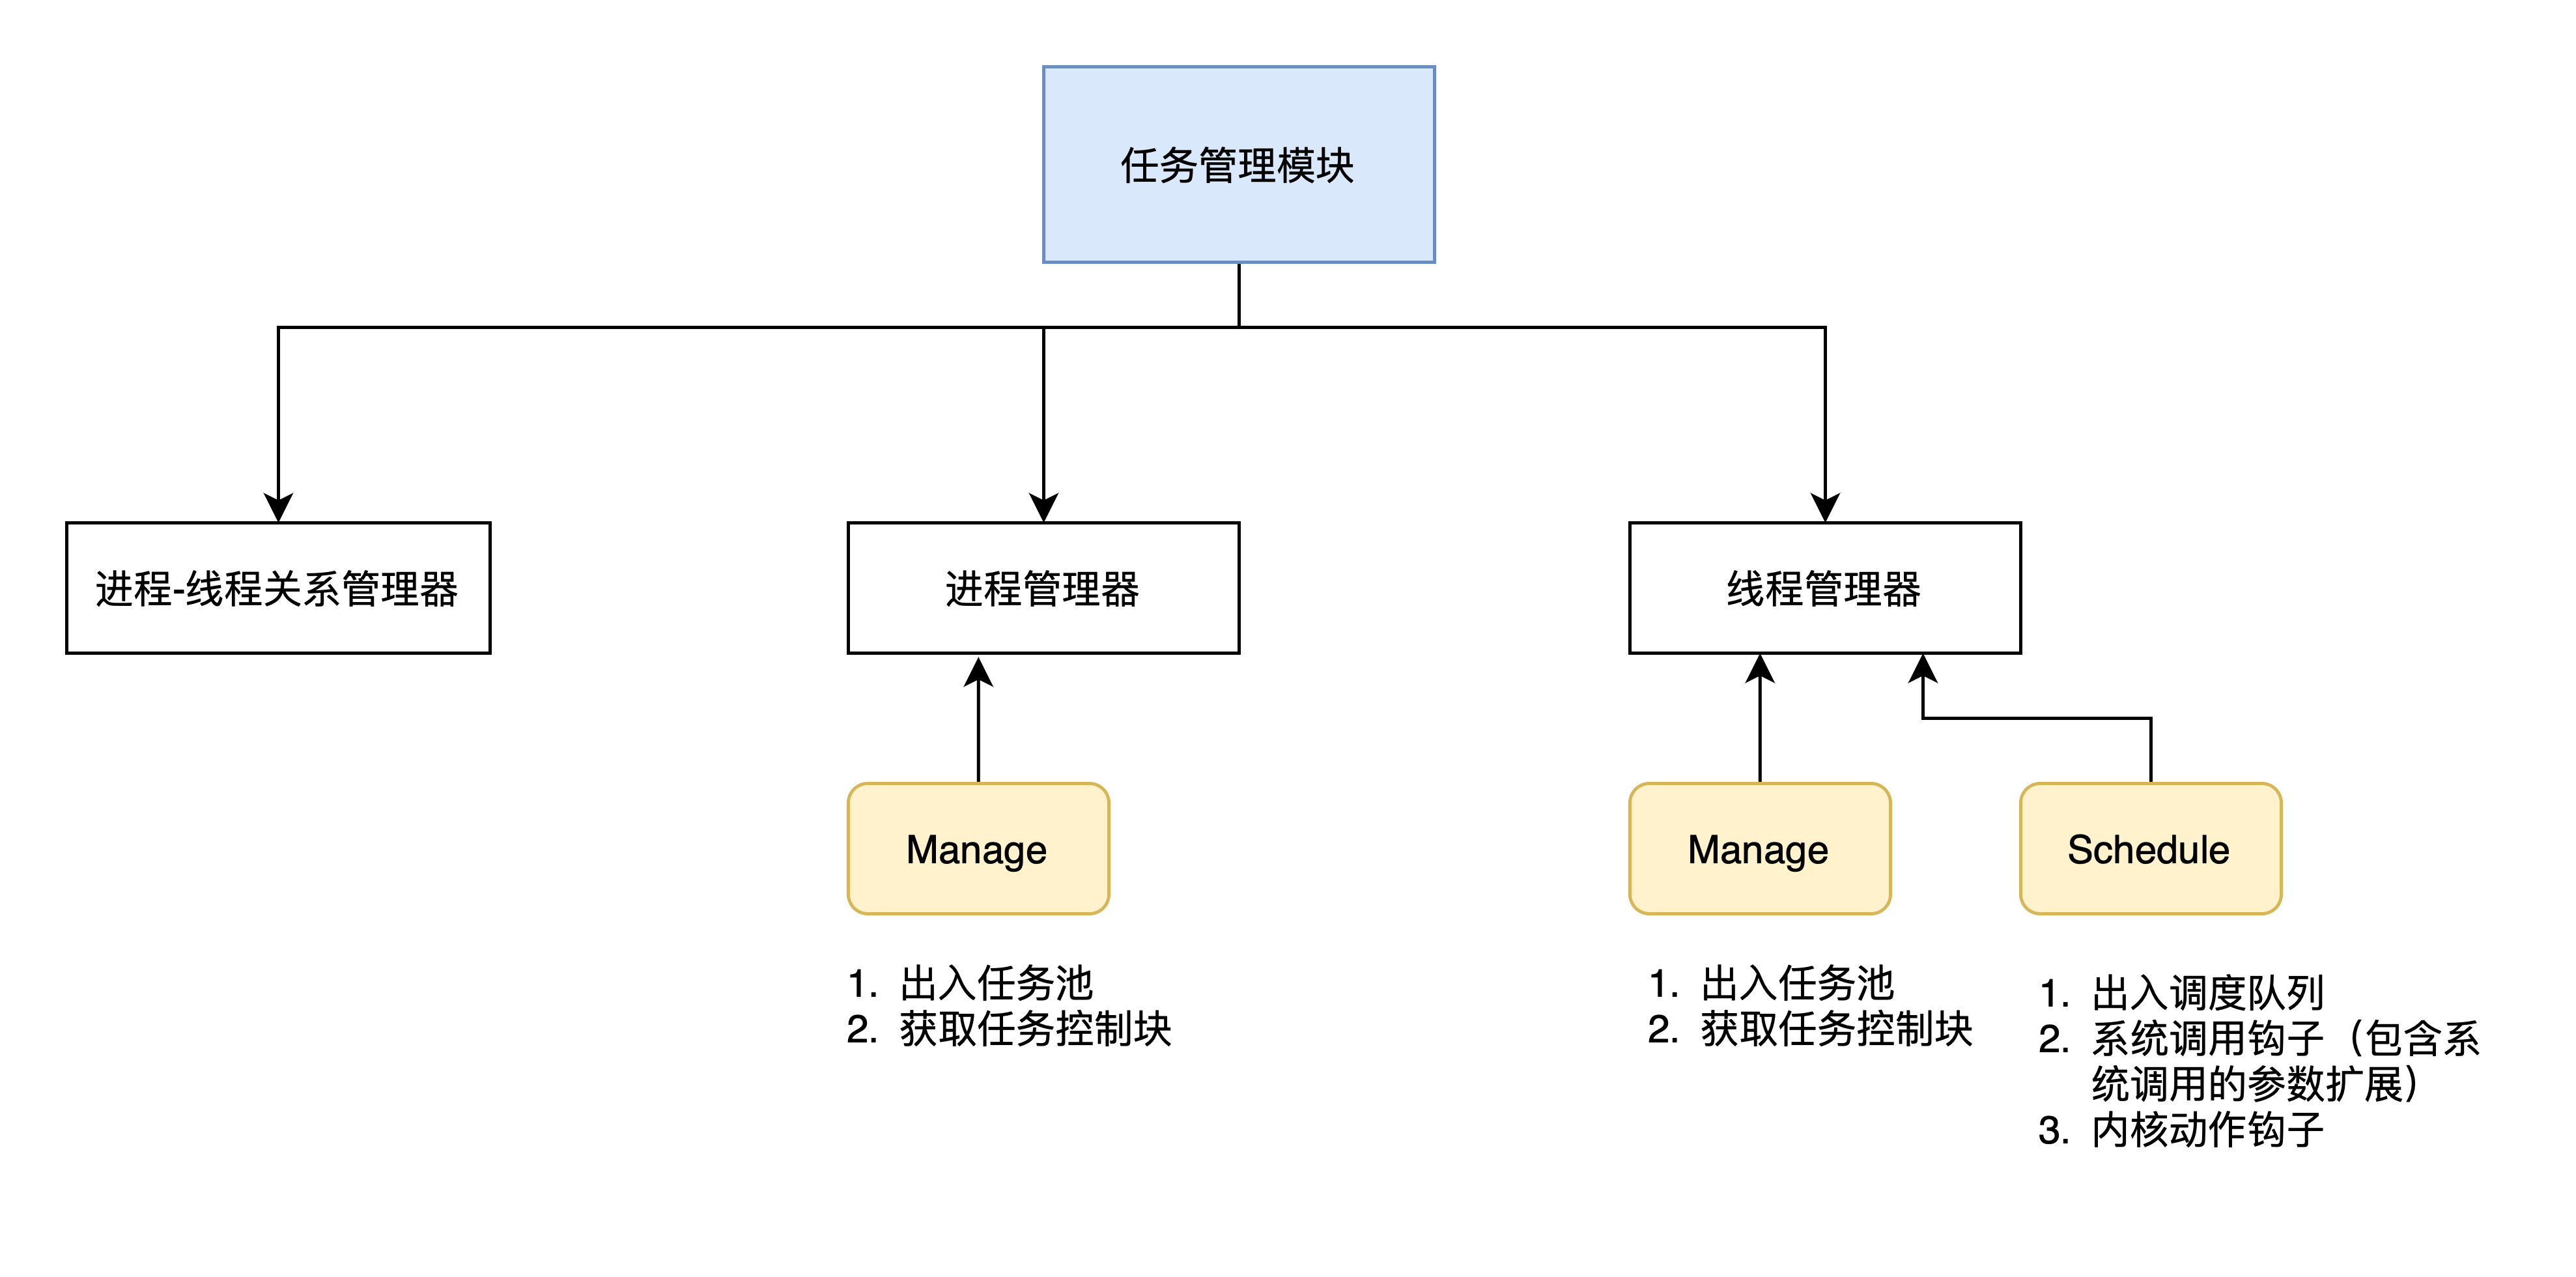 任务管理模块
进程-线程关系管理器
进程管理器
线程管理器
Manage
Manage
Schedule
1. 出入任务池
2. 获取任务控制块
1. 出入任务池
2. 获取任务控制块
1. 出入调度队列
2. 系统调用钩子（包含系
统调用的参数扩展）
3. 内核动作钩子